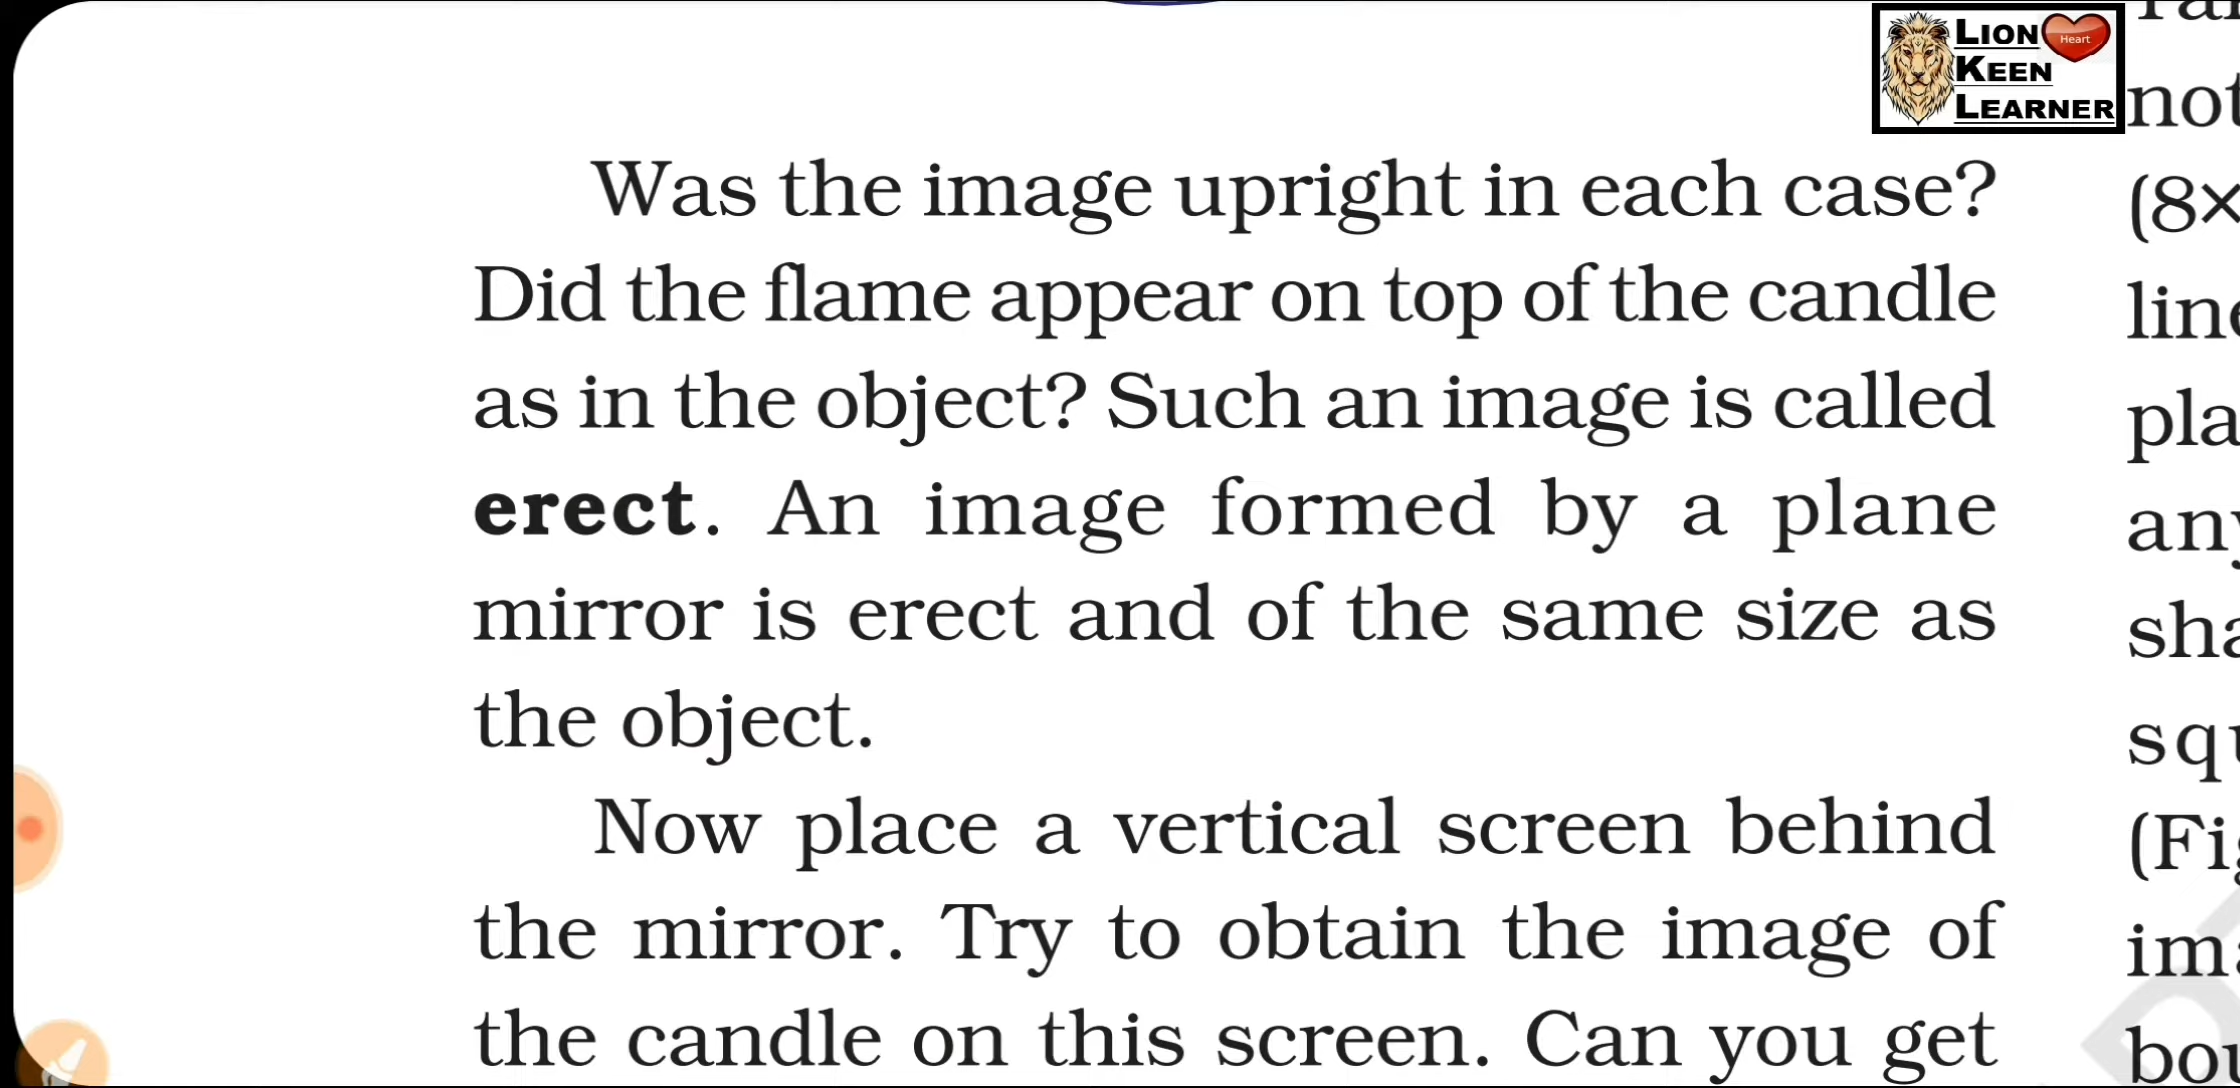 LION Heart
KEEN
LEARNER
Was the image upright in each case?
Did the flame appear on top of the candle
as in the object? Such an image is called
erect. An image formed by a plane
mirror is erect and of the same size as
the object.
Now place a vertical screen behind
the mirror. Try to obtain the image of
the candle on this screen. Can you get
not
(8×